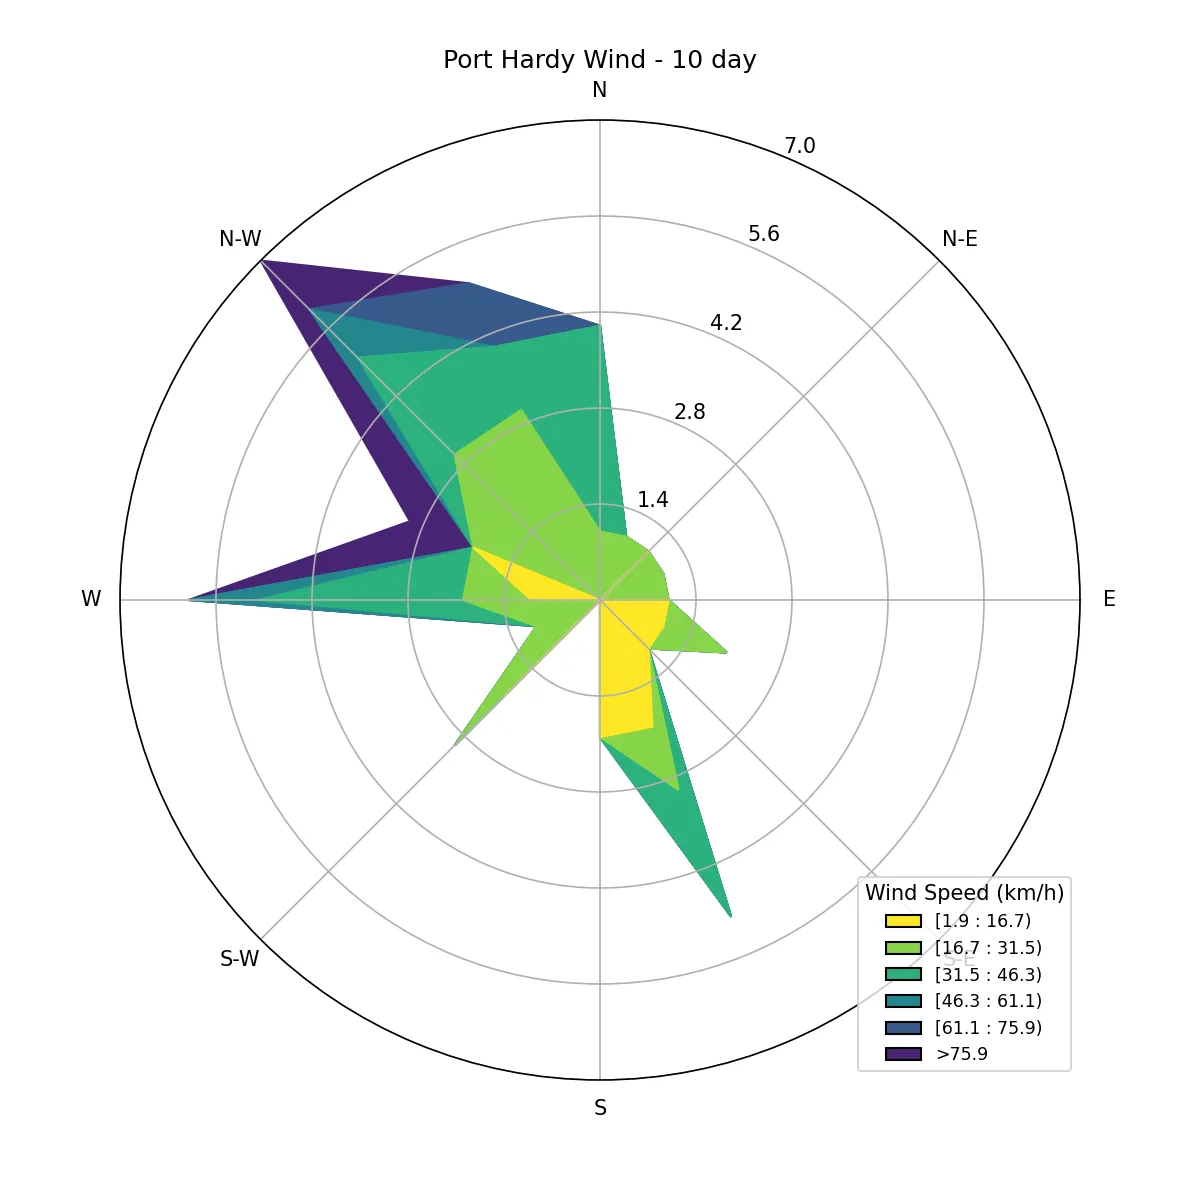 Port Hardy Wind - 10 day
N
7.0
N-W
N-E
5.6
4.2
2.8
1.4
W
E
S-W
S-E
S
Wind Speed (km/h)
[1.9 : 16.7)
[16.7 : 31.5)
[31.5 : 46.3)
[46.3 : 61.1)
[61.1 : 75.9)
>75.9